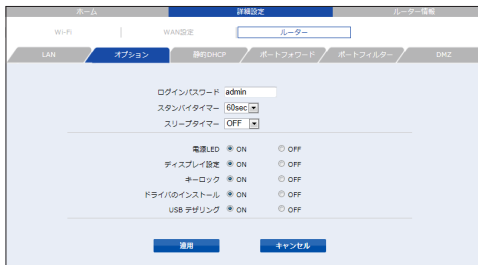 ホーム 詳細設定 ルーター情報
Wi-Fi WAN設定 ルーター
LAN オプション 静的DHCP ポートフォワード ポートフィルター DMZ
ログインパスワード admin
スタンバイタイマー 60sec
スリープタイマー OFF
電源LED ON OFF
ディスプレイ設定 ON OFF
キーロック ON OFF
ドライバのインストール ON OFF
USB テザリング ON OFF
適用 キャンセル